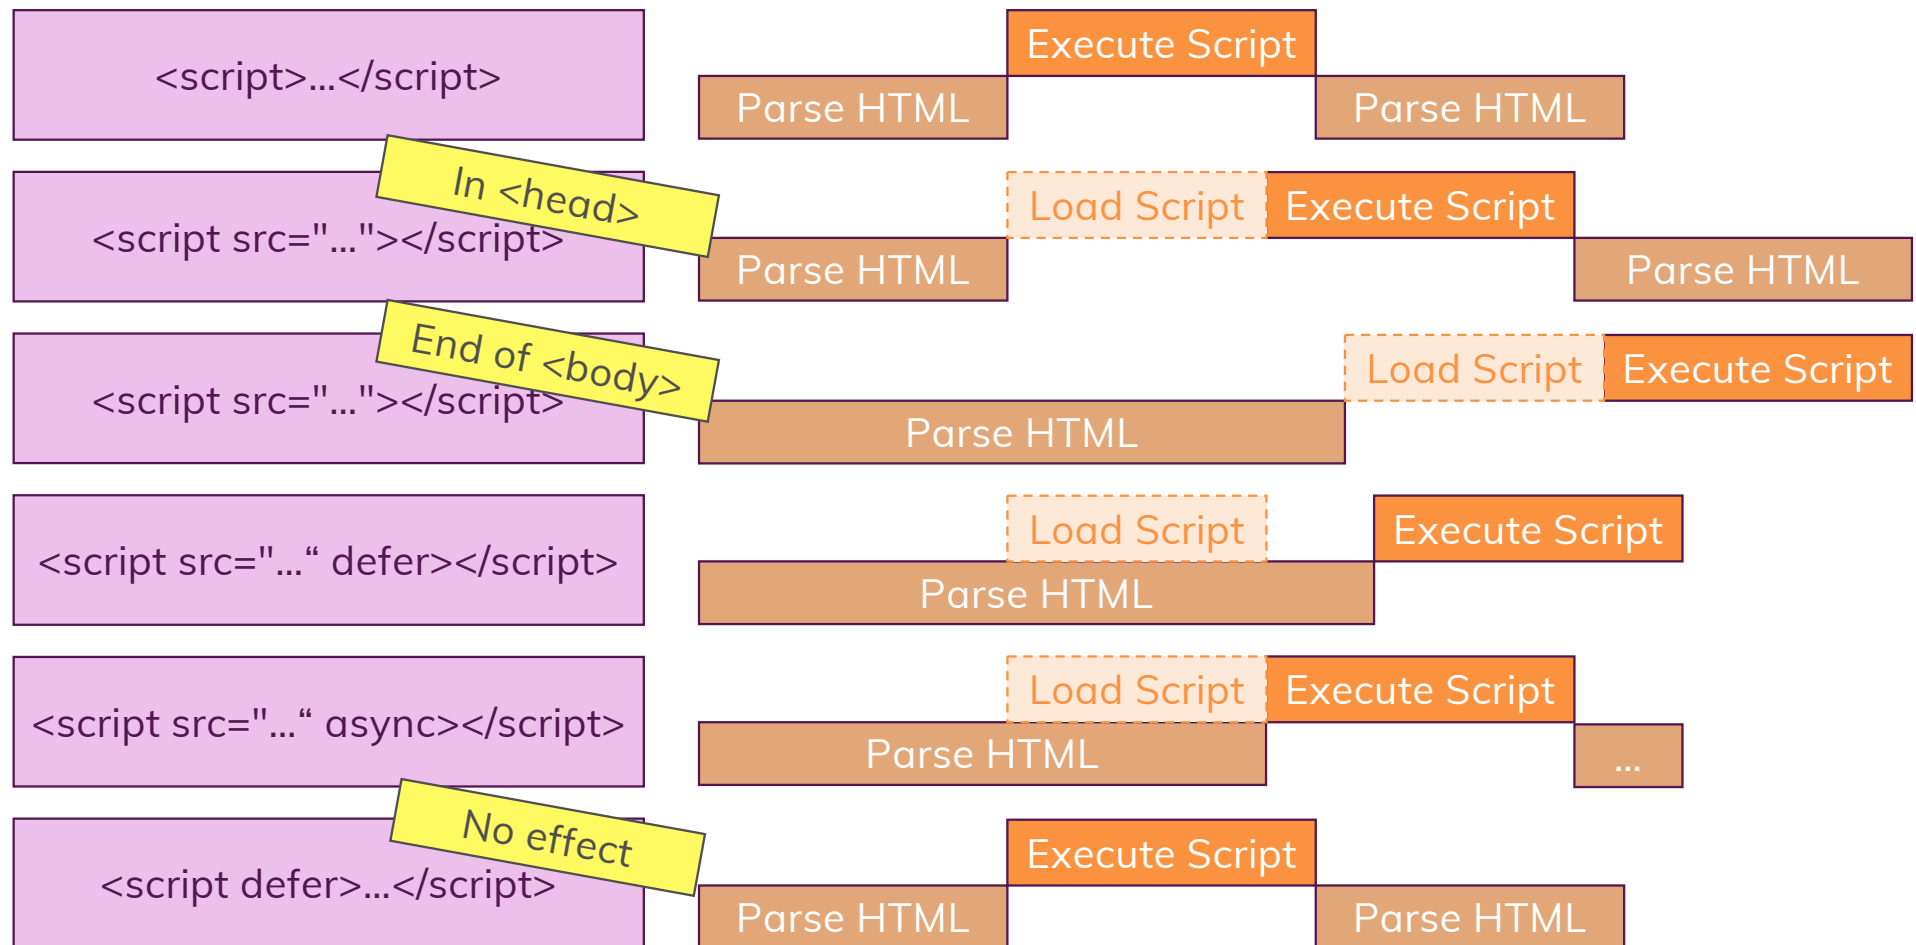 <script>...</script>
Execute Script
Parse HTML
Parse HTML
In <head>
<script src="..."></script>
Load Script
Execute Script
Parse HTML
Parse HTML
End of <body>
<script src="..."></script>
Load Script
Execute Script
Parse HTML
<script src="...“ defer></script>
Load Script
Execute Script
Parse HTML
<script src="...“ async></script>
Load Script
Execute Script
Parse HTML
...
No effect
<script defer>...</script>
Execute Script
Parse HTML
Parse HTML